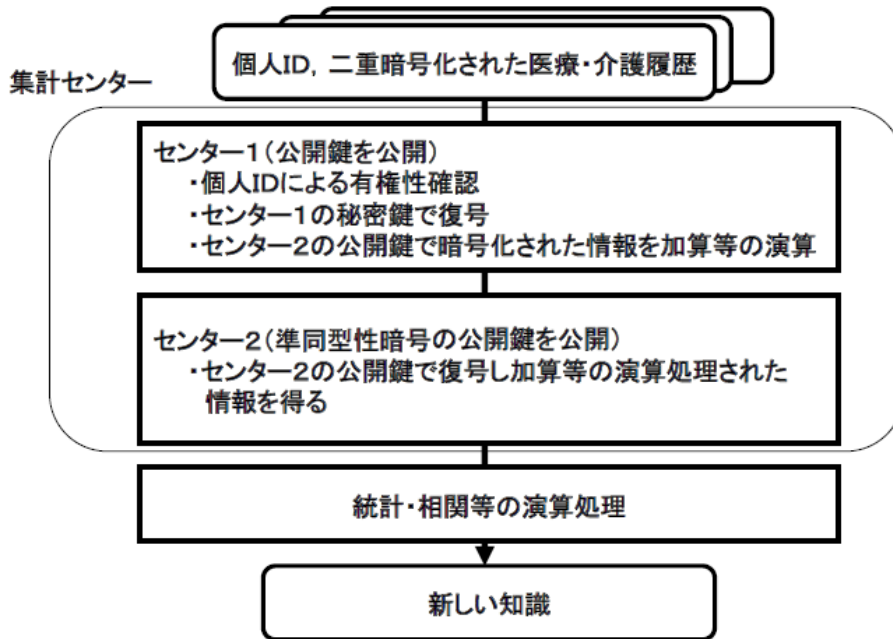 個人ID，二重暗号化された医療・介護履歴
集計センター
センター１（公開鍵を公開）
・個人IDによる有権性確認
・センター１の秘密鍵で復号
・センター２の公開鍵で暗号化された情報を加算等の演算
センター２（準同型性暗号の公開鍵を公開）
・センター２の公開鍵で復号し加算等の演算処理された
情報を得る
統計・相関等の演算処理
新しい知識